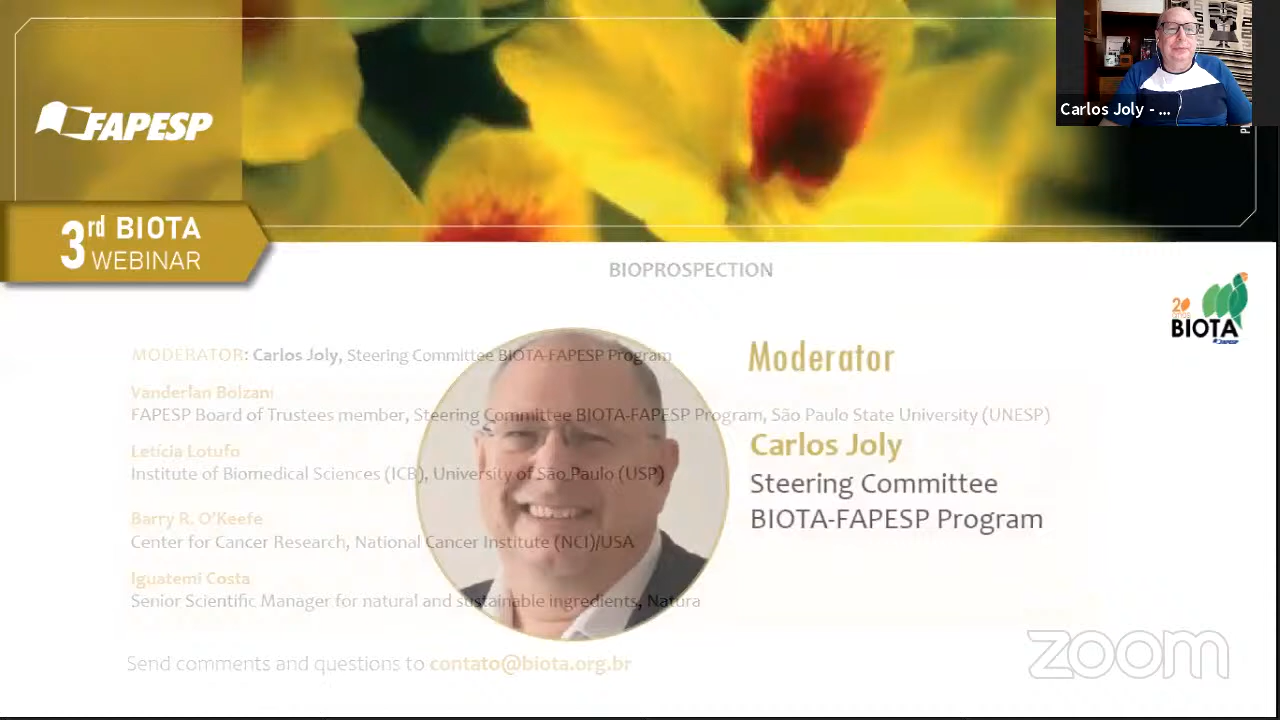 FAPESP
3rd BIOTA
WEBINAR
Carlos Joly - ...
BIOPROSPECTION
20
anos
BIOTA
FAPESP
MODERATOR: Carlos Joly, Steering Committee BIOTA-FAPESP Program
Vanderlan Bolzani
FAPESP Board of Trustees member, Steering Committee BIOTA-FAPESP Program, São Paulo State University (UNESP)
Letícia Lotufo
Institute of Biomedical Sciences (ICB), University of São Paulo (USP)
Barry R. O'Keefe
Center for Cancer Research, National Cancer Institute (NCI)/USA
Iguatemi Costa
Senior Scientific Manager for natural and sustainable ingredients, Natura
Moderator
Carlos Joly
Steering Committee
BIOTA-FAPESP Program
Send comments and questions to contato@biota.org.br
zoom